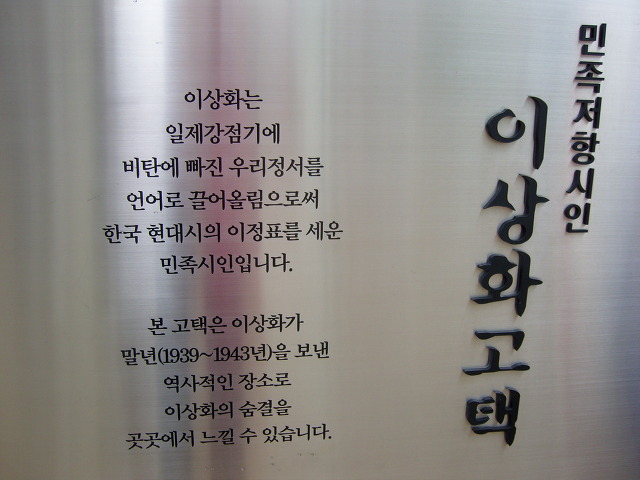 민족저항시인
이상화고택
이상화는
일제강점기에
비탄에 빠진 우리정서를
언어로 끌어올림으로써
한국 현대시의 이정표를 세운
민족시인입니다.
본 고택은 이상화가
말년(1939~1943년)을 보낸
역사적인 장소로
이상화의 숨결을
곳곳에서 느낄 수 있습니다.